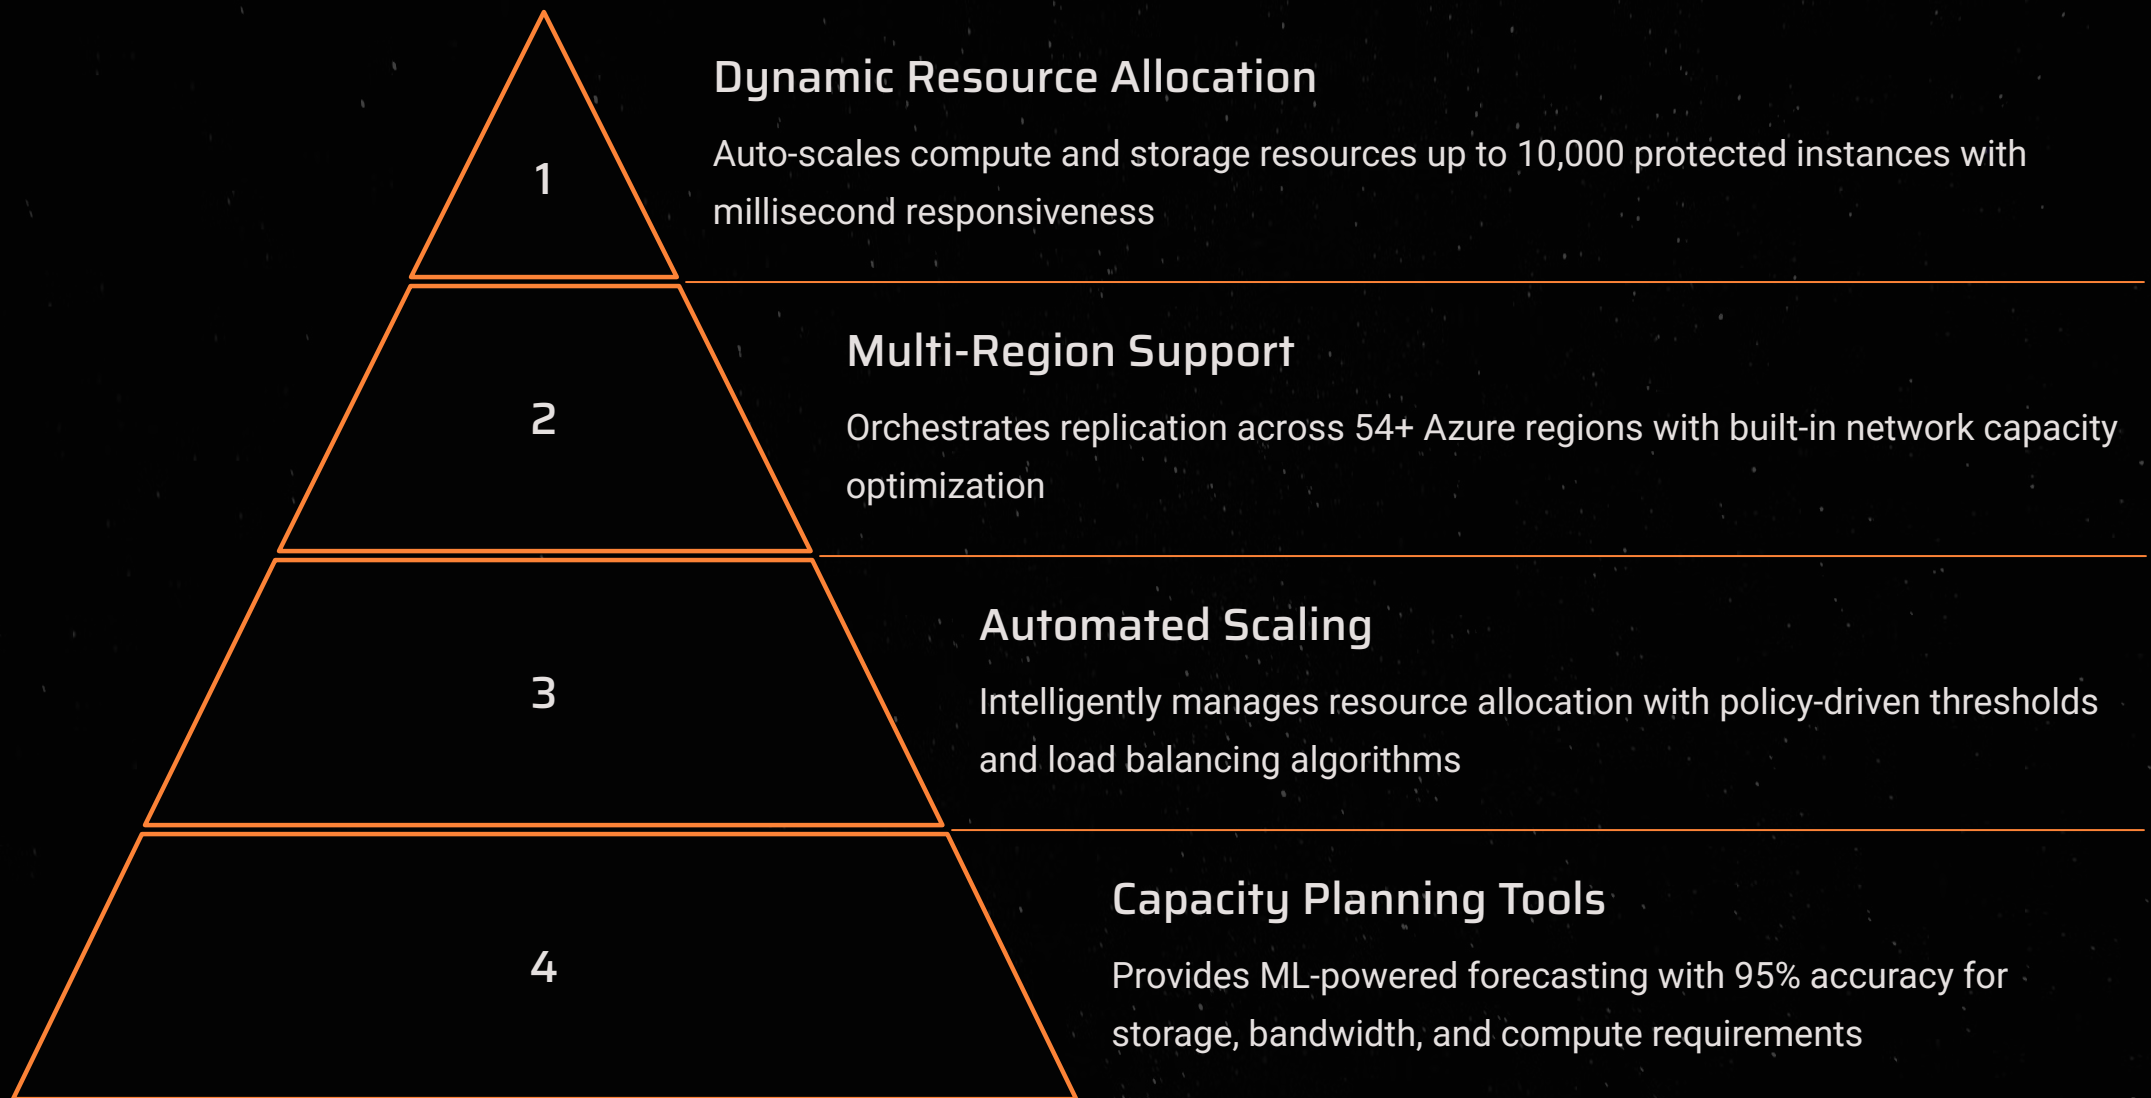 1
Dynamic Resource Allocation
Auto-scales compute and storage resources up to 10,000 protected instances with
millisecond responsiveness
2
Multi-Region Support
Orchestrates replication across 54+ Azure regions with built-in network capacity
optimization
3
Automated Scaling
Intelligently manages resource allocation with policy-driven thresholds
and load balancing algorithms
4
Capacity Planning Tools
Provides ML-powered forecasting with 95% accuracy for
storage, bandwidth, and compute requirements